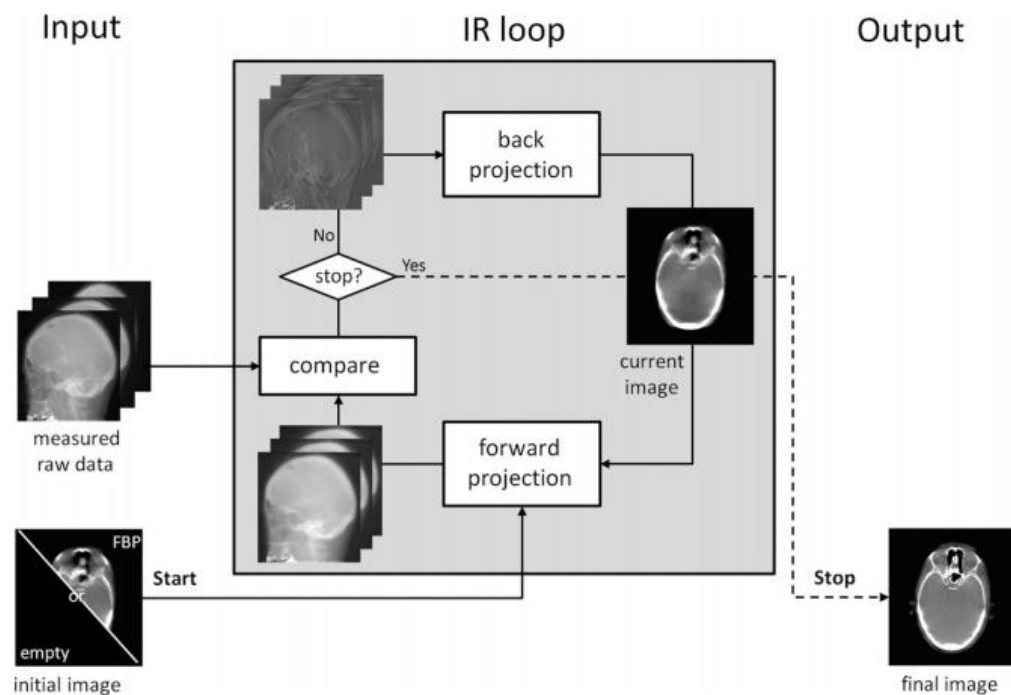 Input
IR loop
Output
back
projection
No
stop?
Yes
compare
current
image
measured
raw data
forward
projection
FBP
or
empty
Start
Stop
initial image
final image